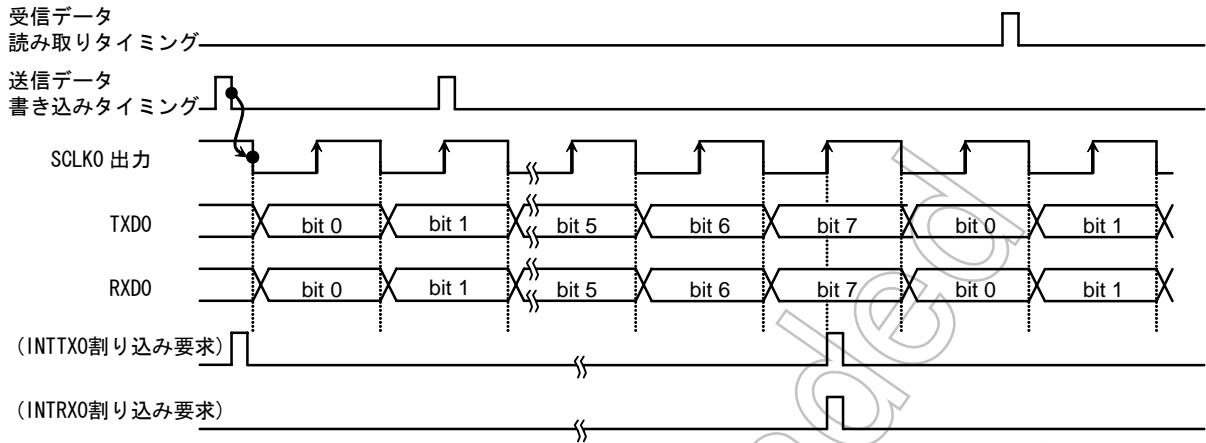 受信データ
読み取りタイミング
送信データ
書き込みタイミング
SCLK0 出力
TXD0 bit 0 bit 1 bit 5 bit 6 bit 7 bit 0 bit 1
RXD0 bit 0 bit 1 bit 5 bit 6 bit 7 bit 0 bit 1
(INTTX0割り込み要求)
(INTRX0割り込み要求)
ded